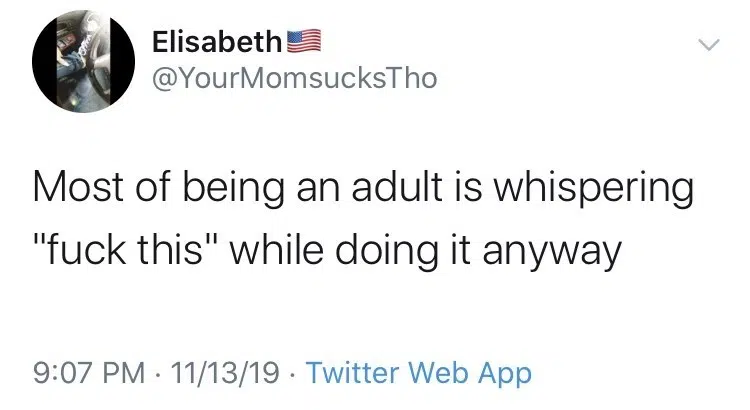 Elisabeth🇺🇸
@YourMomsucksTho
Most of being an adult is whispering
"fuck this" while doing it anyway
9:07 PM · 11/13/19 · Twitter Web App